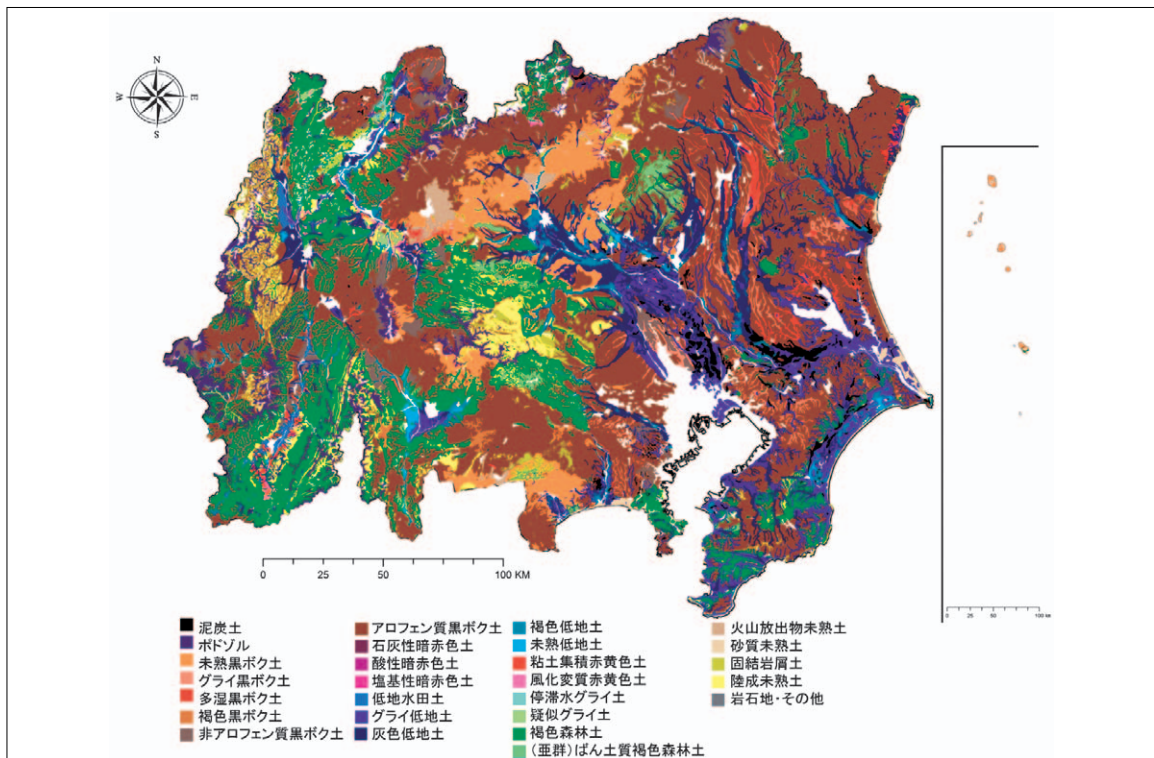 N
W
E
S
0 25 50 100 KM
0 25 50 100 km
泥炭土
ポドゾル
未熟黒ボク土
グライ黒ボク土
多湿黒ボク土
褐色黒ボク土
非アロフェン質黒ボク土
アロフェン質黒ボク土
石灰性暗赤色土
酸性暗赤色土
塩基性暗赤色土
低地水田土
グライ低地土
灰色低地土
褐色低地土
未熟低地土
粘土集積赤黄色土
風化変質赤黄色土
停滞水グライ土
疑似グライ土
褐色森林土
(亜群)ばん土質褐色森林土
火山放出物未熟土
砂質未熟土
固結岩屑土
陸成未熟土
岩石地・その他